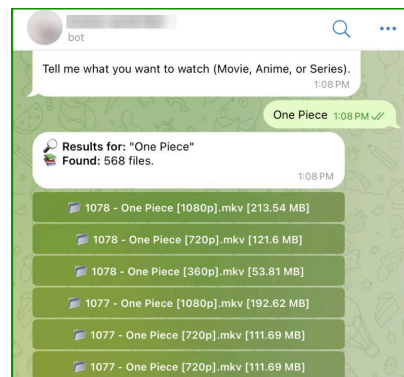 bot
Tell me what you want to watch (Movie, Anime, or Series).
1:08 PM
One Piece 1:08 PM
Results for: "One Piece"
Found: 568 files.
1:08 PM
1078 - One Piece [1080p].mkv [213.54 MB]
1078 - One Piece [720p].mkv [121.6 MB]
1078 - One Piece [360p].mkv [53.81 MB]
1077 - One Piece [1080p].mkv [192.62 MB]
1077 - One Piece [720p].mkv [111.69 MB]
1077 - One Piece [720p].mkv [111.69 MB]